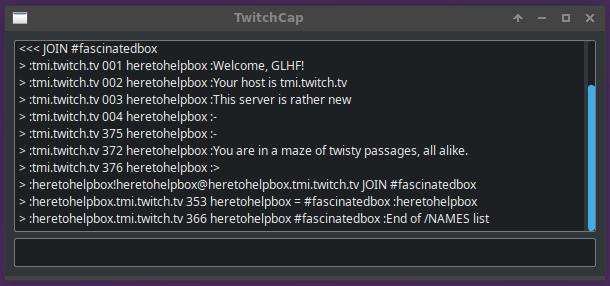 TwitchCap
<<< JOIN #fascinatedbox
> :tmi.twitch.tv 001 heretohelpbox :Welcome, GLHF!
> :tmi.twitch.tv 002 heretohelpbox :Your host is tmi.twitch.tv
> :tmi.twitch.tv 003 heretohelpbox :This server is rather new
> :tmi.twitch.tv 004 heretohelpbox :-
> :tmi.twitch.tv 375 heretohelpbox :-
> :tmi.twitch.tv 372 heretohelpbox :You are in a maze of twisty passages, all alike.
> :tmi.twitch.tv 376 heretohelpbox :>
> :heretohelpbox!heretohelpbox@heretohelpbox.tmi.twitch.tv JOIN #fascinatedbox
> :heretohelpbox.tmi.twitch.tv 353 heretohelpbox = #fascinatedbox :heretohelpbox
> :heretohelpbox.tmi.twitch.tv 366 heretohelpbox #fascinatedbox :End of /NAMES list